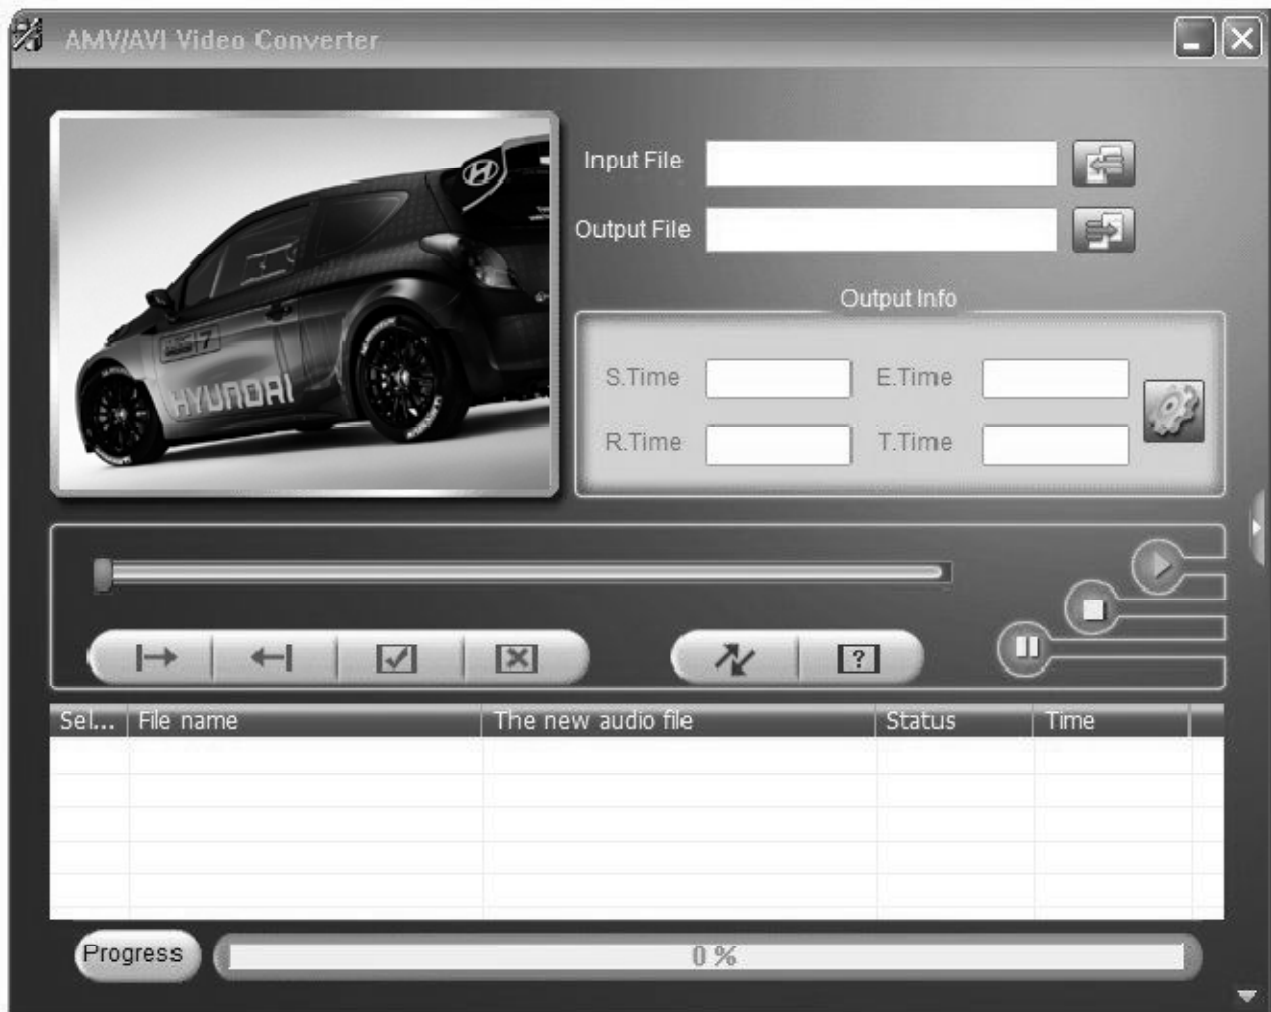 AMV/AVI Video Converter
Input File
Output File
Output Info
S.Time
E.Time
R.Time
T.Time
7
HYUNDAI
Sel...
File name
The new audio file
Status
Time
Progress
0 %